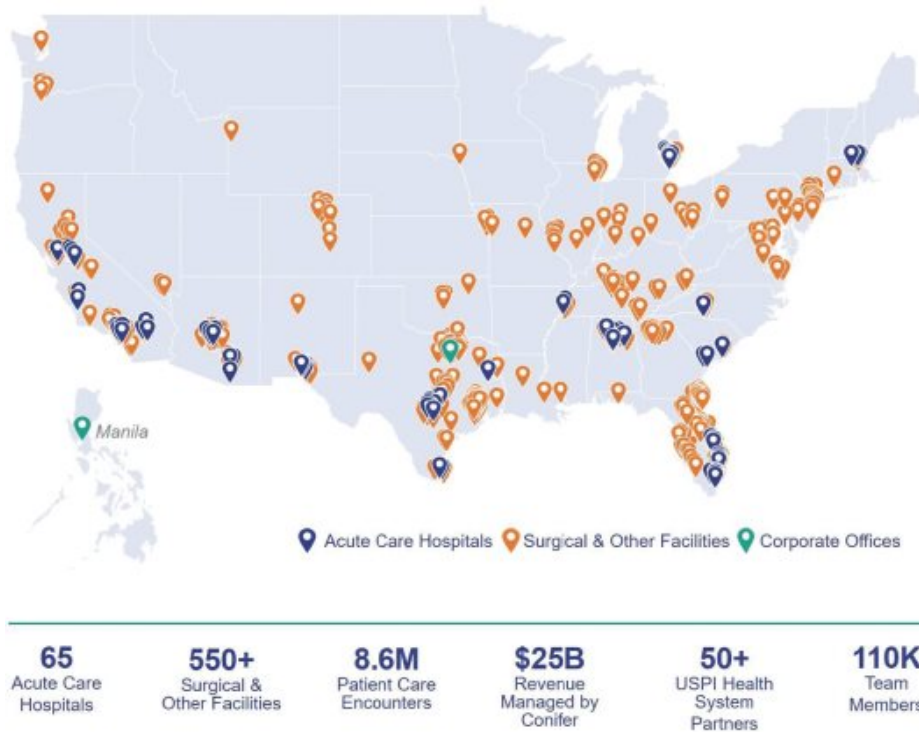 Manila
Acute Care Hospitals
Surgical & Other Facilities
Corporate Offices
65
Acute Care
Hospitals
550+
Surgical &
Other Facilities
8.6M
Patient Care
Encounters
$25B
Revenue
Managed by
Conifer
50+
USPI Health
System
Partners
110K
Team
Members